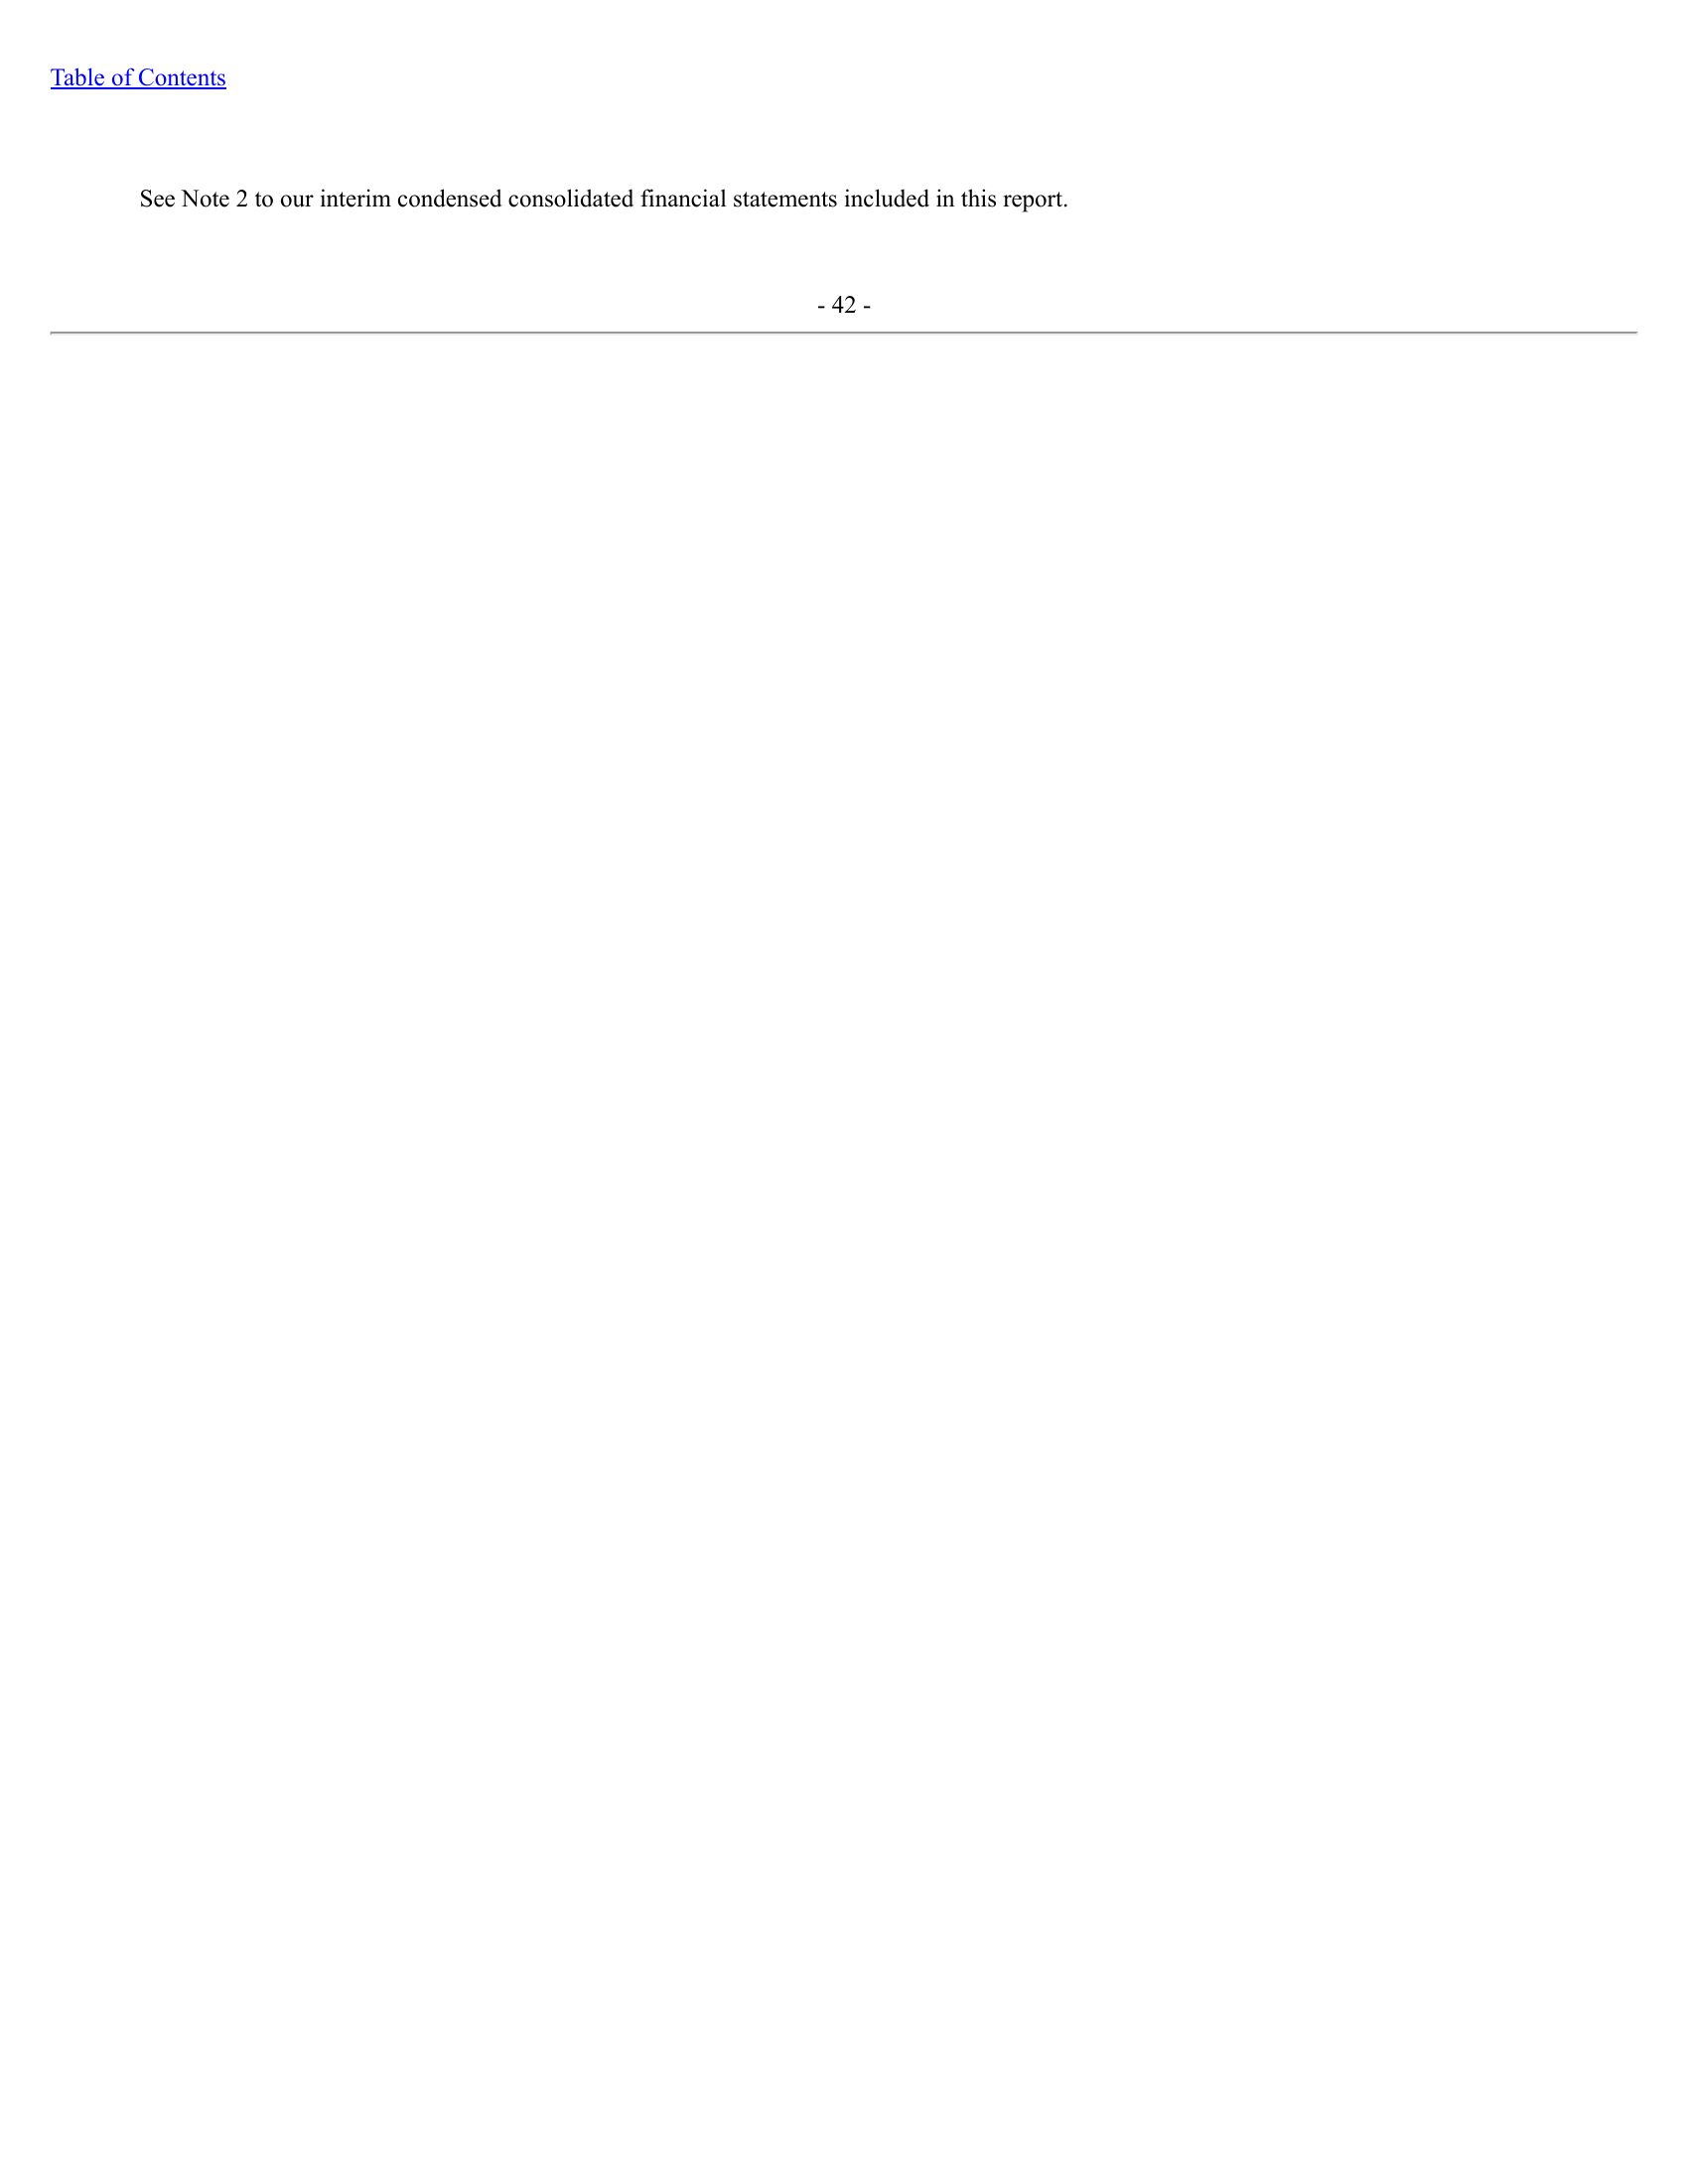 Table of Contents
See Note 2 to our interim condensed consolidated financial statements included in this report.
- 42 -